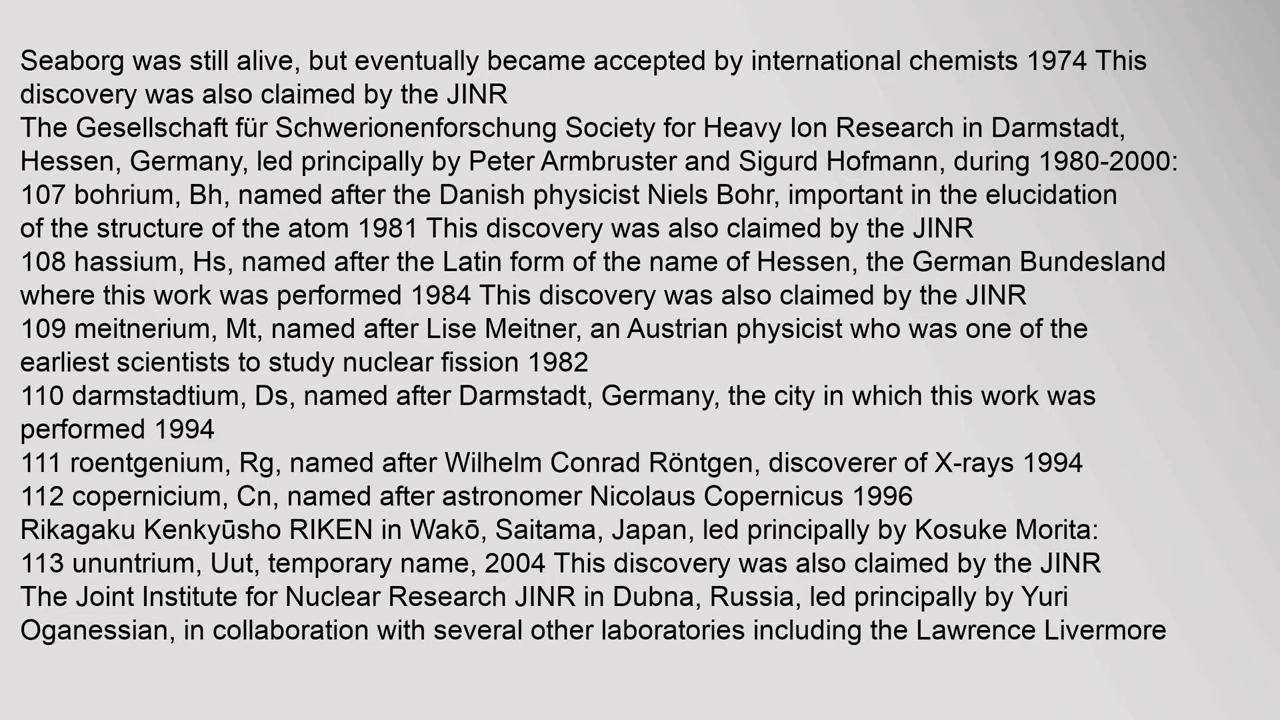 Seaborg was still alive, but eventually became accepted by international chemists 1974 This
discovery was also claimed by the JINR
The Gesellschaft für Schwerionenforschung Society for Heavy Ion Research in Darmstadt,
Hessen, Germany, led principally by Peter Armbruster and Sigurd Hofmann, during 1980-2000:
107 bohrium, Bh, named after the Danish physicist Niels Bohr, important in the elucidation
of the structure of the atom 1981 This discovery was also claimed by the JINR
108 hassium, Hs, named after the Latin form of the name of Hessen, the German Bundesland
where this work was performed 1984 This discovery was also claimed by the JINR
109 meitnerium, Mt, named after Lise Meitner, an Austrian physicist who was one of the
earliest scientists to study nuclear fission 1982
110 darmstadtium, Ds, named after Darmstadt, Germany, the city in which this work was
performed 1994
111 roentgenium, Rg, named after Wilhelm Conrad Röntgen, discoverer of X-rays 1994
112 copernicium, Cn, named after astronomer Nicolaus Copernicus 1996
Rikagaku Kenkyūsho RIKEN in Wakō, Saitama, Japan, led principally by Kosuke Morita:
113 ununtrium, Uut, temporary name, 2004 This discovery was also claimed by the JINR
The Joint Institute for Nuclear Research JINR in Dubna, Russia, led principally by Yuri
Oganessian, in collaboration with several other laboratories including the Lawrence Livermore